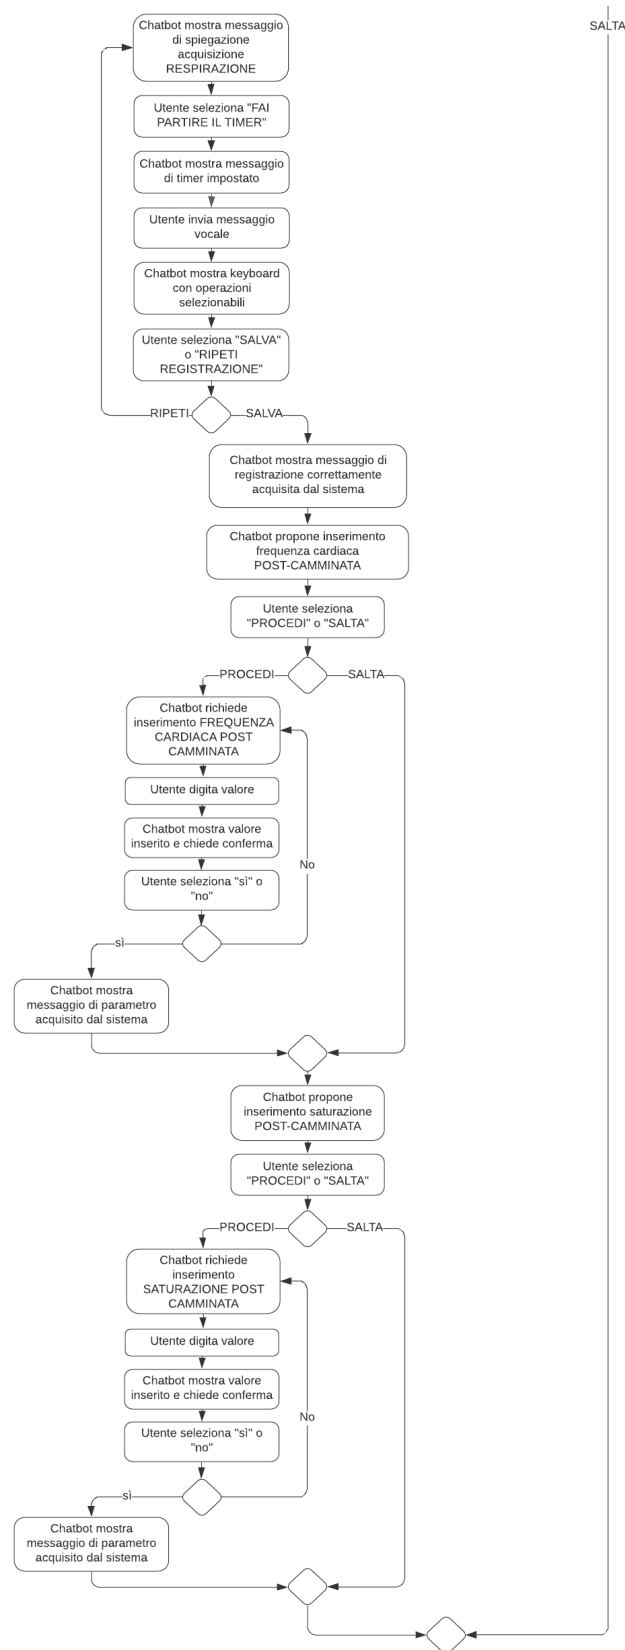 SALTA
Chatbot mostra messaggio
di spiegazione
acquisizione
RESPIRAZIONE
Utente seleziona "FAI
PARTIRE IL TIMER"
Chatbot mostra messaggio
di timer impostato
Utente invia messaggio
vocale
Chatbot mostra keyboard
con operazioni
selezionabili
Utente seleziona "SALVA"
o "RIPETI
REGISTRAZIONE"
RIPETI
SALVA
Chatbot mostra messaggio di
registrazione correttamente
acquisita dal sistema
Chatbot propone inserimento
frequenza cardiaca
POST-CAMMINATA
Utente seleziona
"PROCEDI" o "SALTA"
PROCEDI
SALTA
Chatbot richiede
inserimento FREQUENZA
CARDIACA POST
CAMMINATA
Utente digita valore
Chatbot mostra valore
inserito e chiede conferma
No
Utente seleziona "sì" o
"no"
sì
Chatbot mostra
messaggio di parametro
acquisito dal sistema
Chatbot propone
inserimento saturazione
POST-CAMMINATA
Utente seleziona
"PROCEDI" o "SALTA"
PROCEDI
SALTA
Chatbot richiede
inserimento
SATURAZIONE POST
CAMMINATA
Utente digita valore
Chatbot mostra valore
inserito e chiede conferma
No
Utente seleziona "sì" o
"no"
sì
Chatbot mostra
messaggio di parametro
acquisito dal sistema